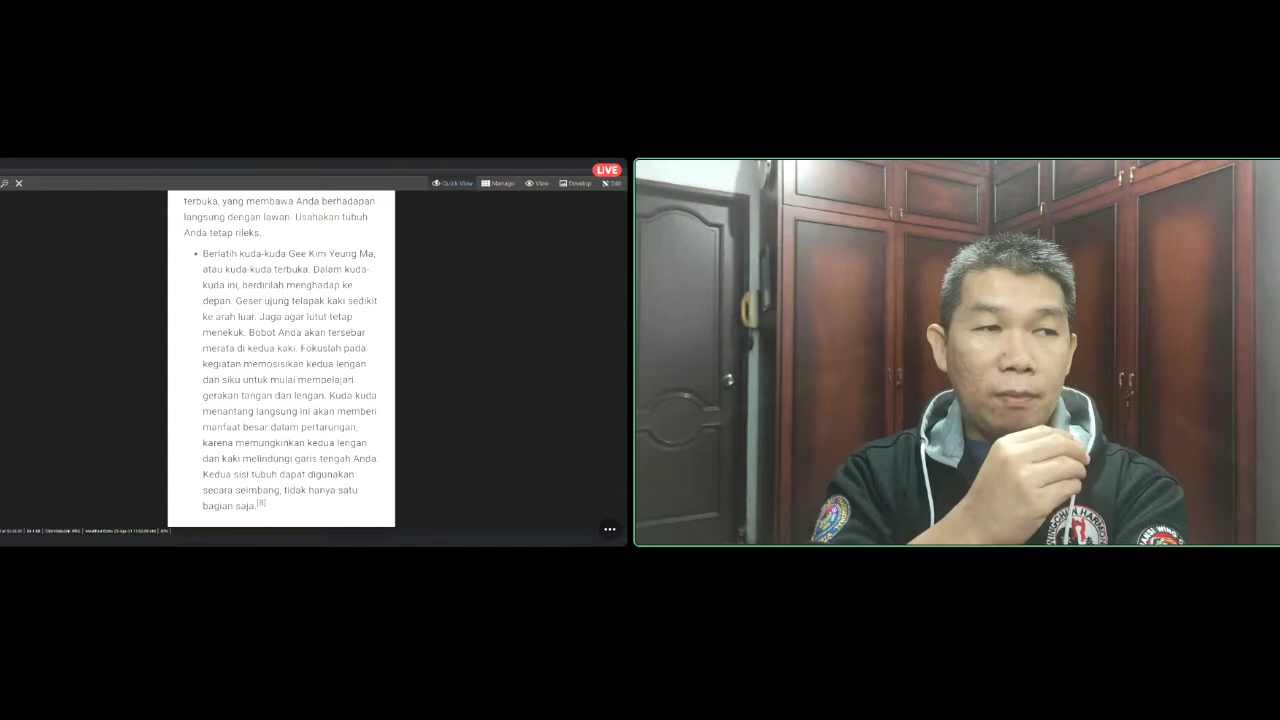 LIVE
Quick View
Manage
View
Develop
Edit
terbuka, yang membawa Anda berhadapan
langsung dengan lawan. Usahakan tubuh
Anda tetap rileks.
• Berlatih kuda-kuda Gee Kim Yeung Ma,
atau kuda-kuda terbuka. Dalam kuda-
kuda ini, berdirilah menghadap ke
depan. Geser ujung telapak kaki sedikit
ke arah luar. Jaga agar lutut tetap
menekuk. Bobot Anda akan tersebar
merata di kedua kaki. Fokuslah pada
kegiatan memosisikan kedua lengan
dan siku untuk mulai mempelajari
gerakan tangan dan lengan. Kuda-kuda
menantang langsung ini akan memberi
manfaat besar dalam pertarungan,
karena memungkinkan kedua lengan
dan kaki melindungi garis tengah Anda.
Kedua sisi tubuh dapat digunakan
secara seimbang, tidak hanya satu
bagian saja.[8]